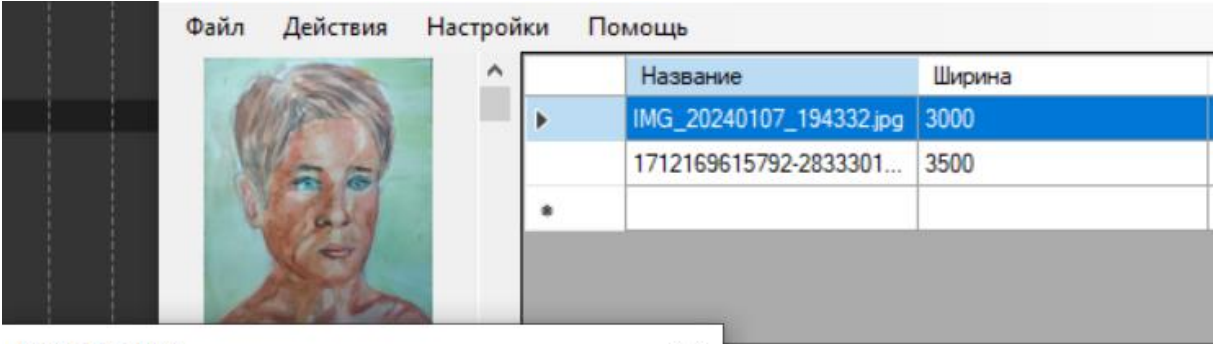 Файл Действия Настройки Помощь
Название Ширина
IMG_20240107_194332.jpg 3000
1712169615792-2833301... 3500